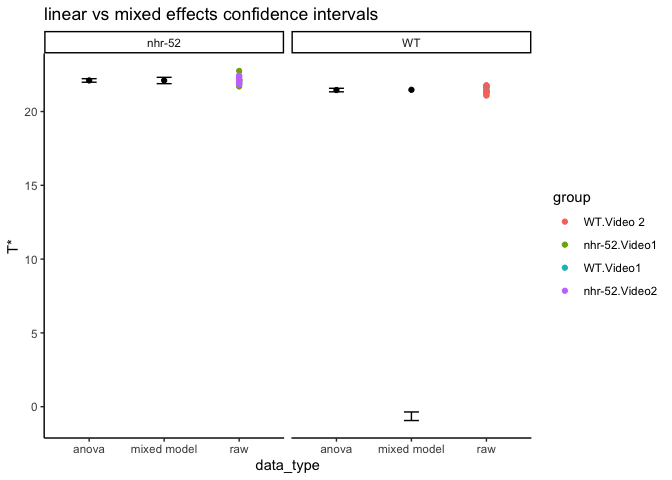 linear vs mixed effects confidence intervals
nhr-52
WT
T*
20
15
10
5
0
anova
mixed model
raw
anova
mixed model
raw
data_type
group
WT.Video 2
nhr-52.Video1
WT.Video1
nhr-52.Video2